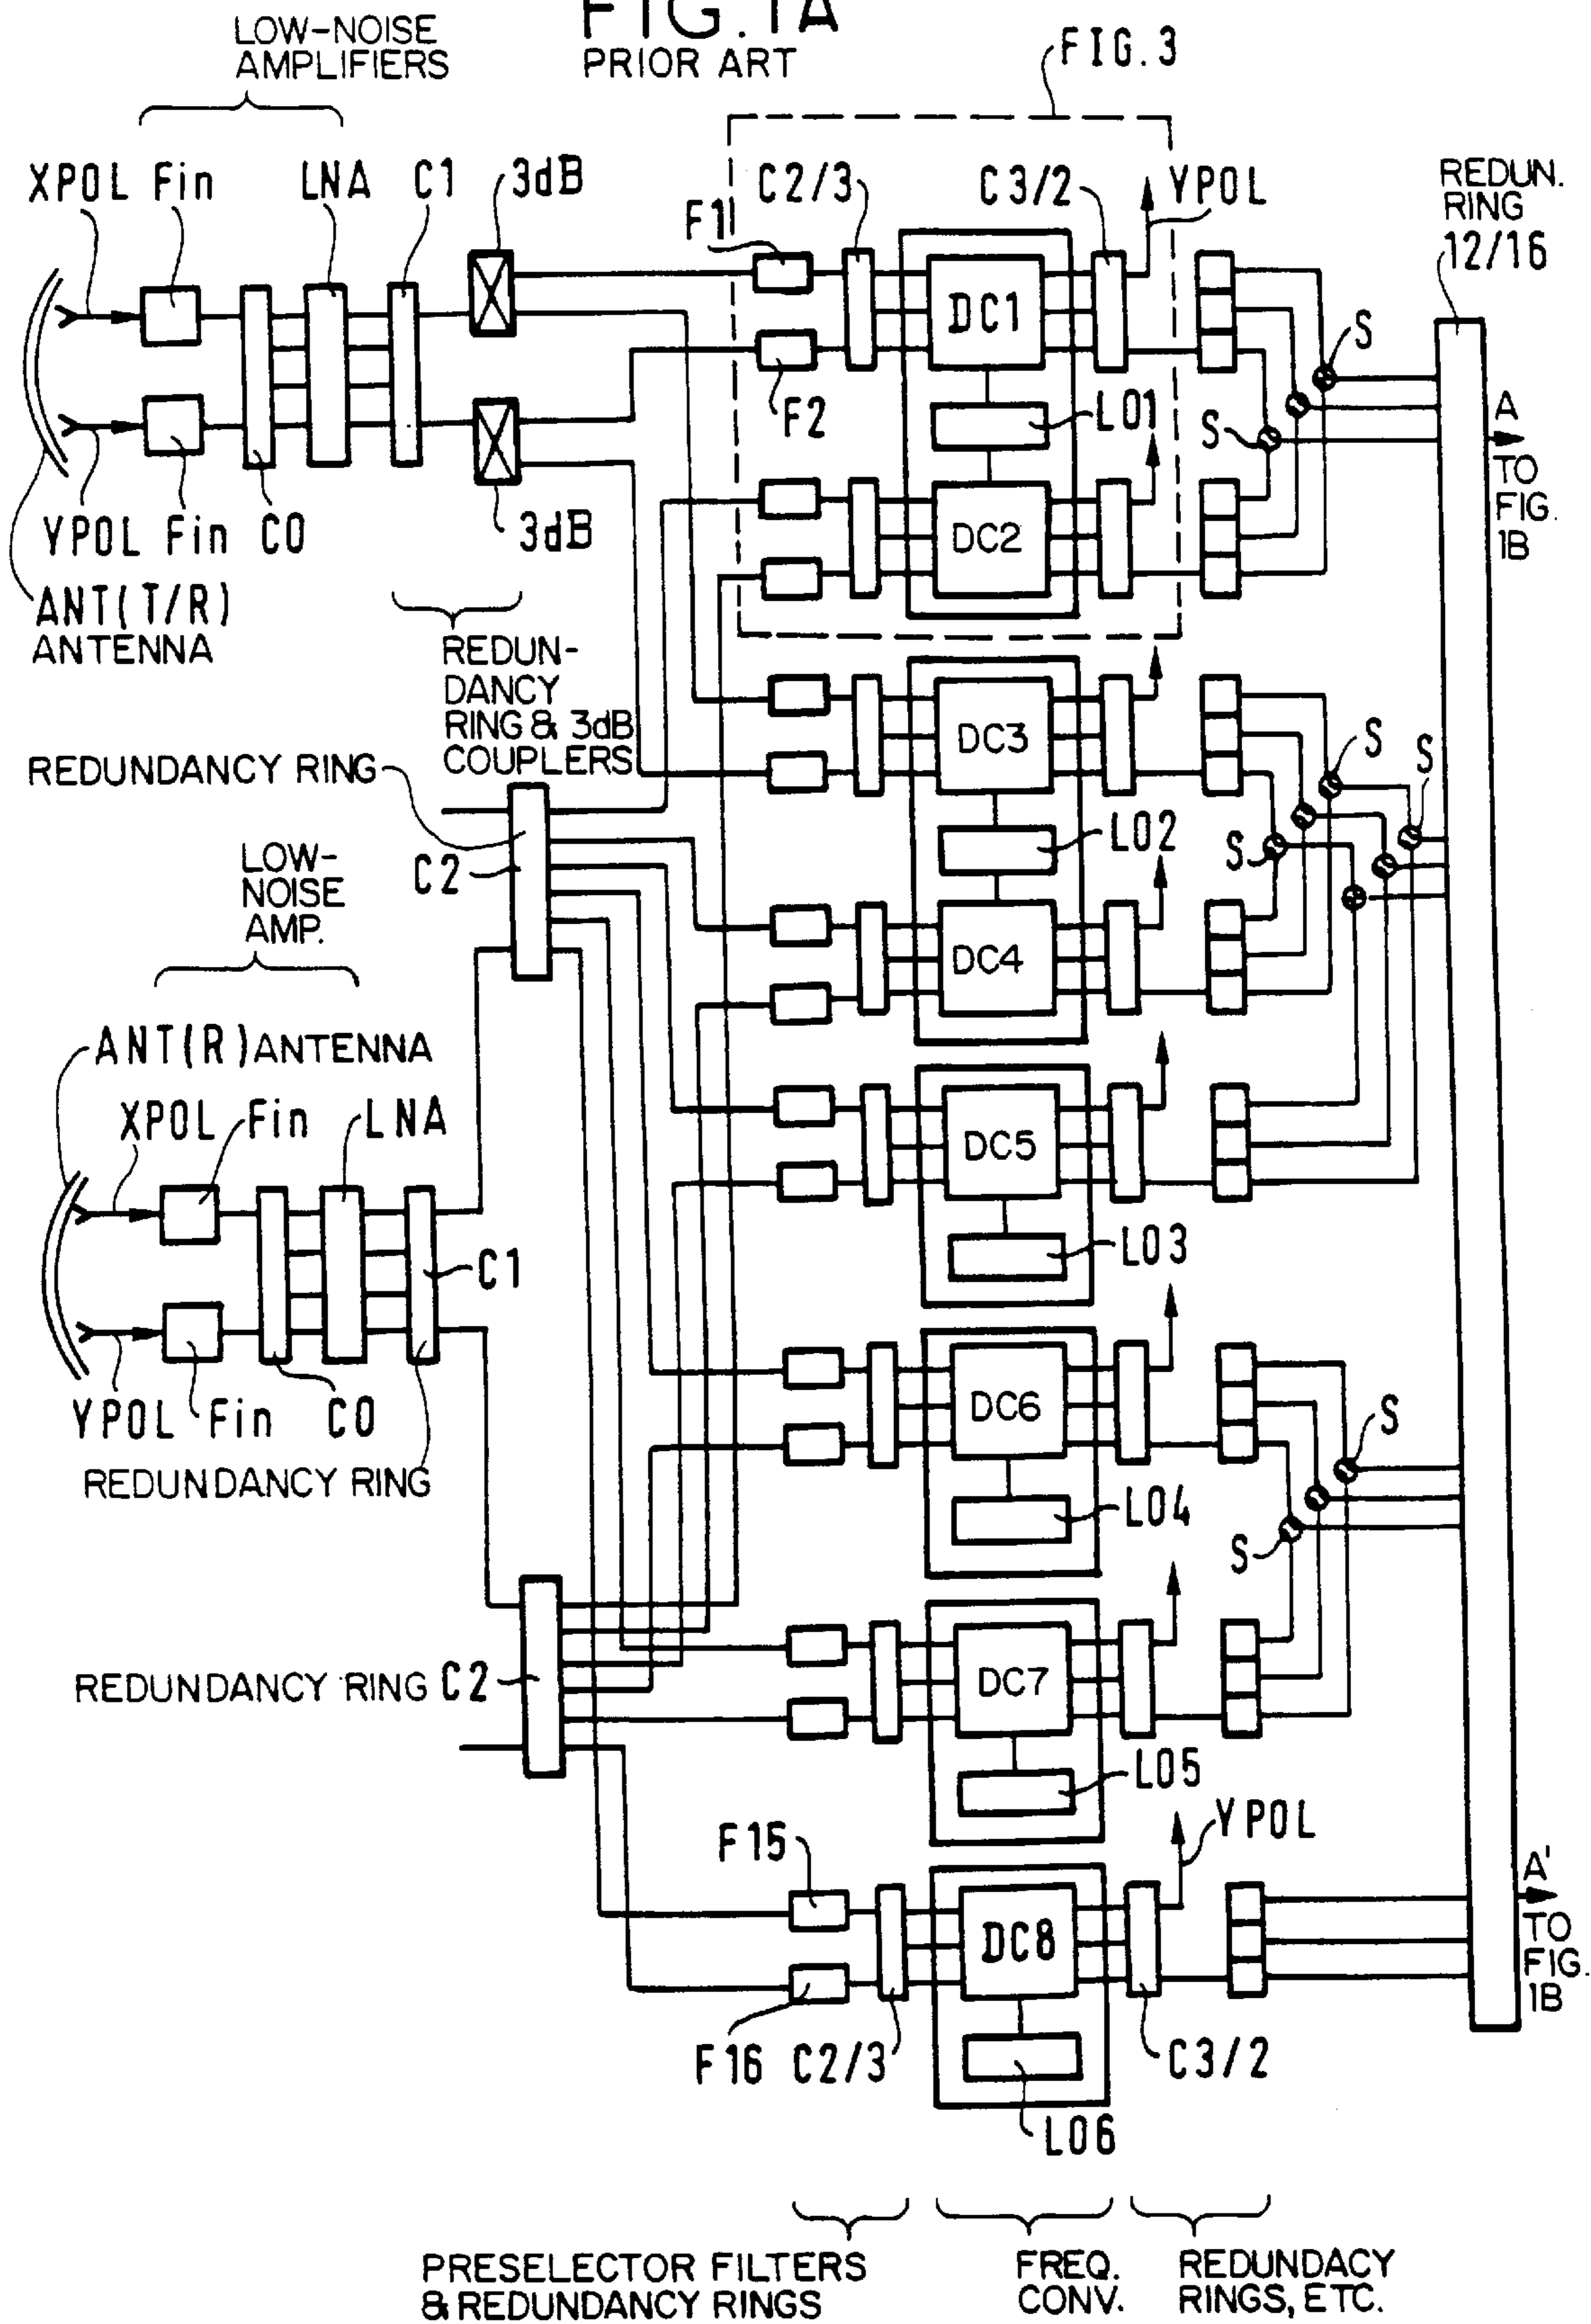 FIG. 1A
PRIOR ART
LOW-NOISE
AMPLIFIERS
FIG. 3
XPOL Fin LNA C1 3dB
F1
C2/3
C3/2
YPOL
REDUN.
RING
12/16
DC1
S
F2
LO1
S
A
TO
FIG.
1B
YPOL Fin CO
3dB
DC2
ANT(T/R)
ANTENNA
REDUN-
DANCY
RING & 3dB
COUPLERS
REDUNDANCY RING
DC3
S
S
LO2
S
C2
LOW-
NOISE
AMP.
DC4
ANT(R) ANTENNA
XPOL Fin LNA
DC5
LO3
C1
YPOL Fin CO
REDUNDANCY RING
DC6
S
LO4
S
REDUNDANCY RING C2
DC7
LO5
YPOL
F15
DC8
A'
TO
FIG.
1B
F16 C2/3
C3/2
LO6
PRESELECTOR FILTERS
& REDUNDANCY RINGS
FREQ.
CONV.
REDUNDACY
RINGS, ETC.